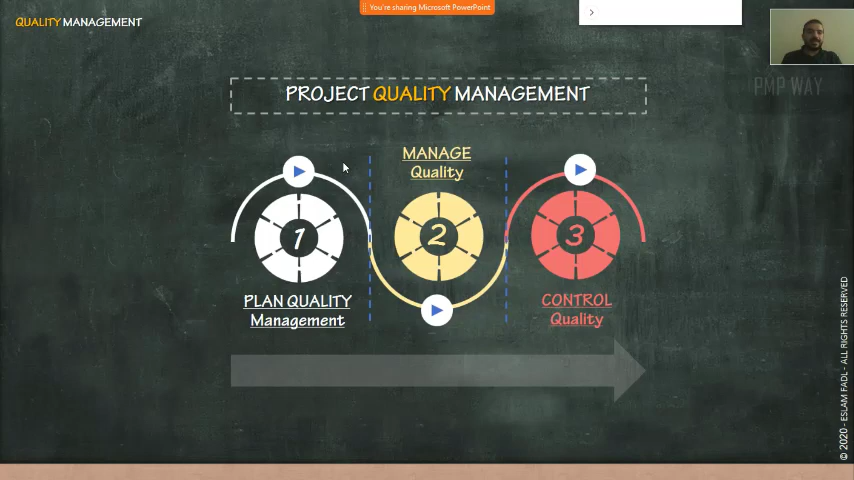 You're sharing Microsoft PowerPoint
QUALITY MANAGEMENT
PMP WAY
PROJECT QUALITY MANAGEMENT
MANAGE
Quality
1
2
3
PLAN QUALITY
Management
CONTROL
Quality
© 2020 - ESLAM FADL - ALL RIGHTS RESERVED